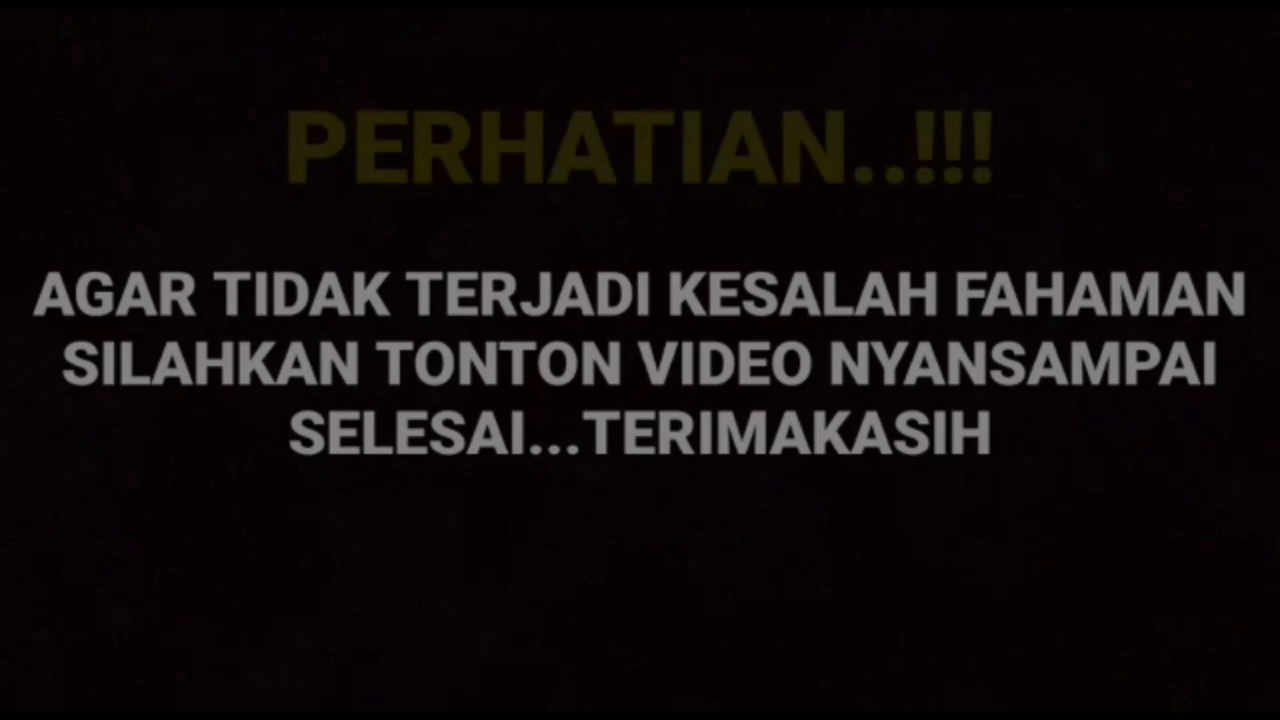 PERHATIAN..!!!
AGAR TIDAK TERJADI KESALAH FAHAMAN
SILAHKAN TONTON VIDEO NYANSAMPAI
SELESAI...TERIMAKASIH